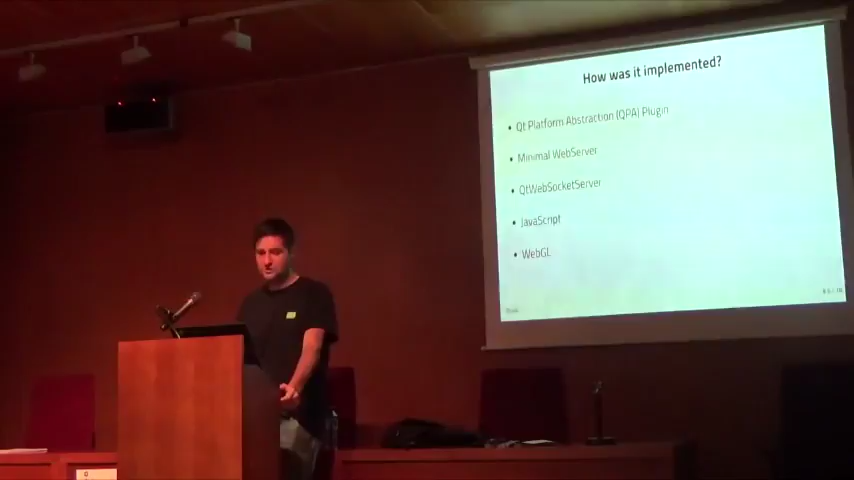 How was it implemented?
• Qt Platform Abstraction (QPA) Plugin
• Minimal WebServer
• QtWebSocketServer
• JavaScript
• WebGL